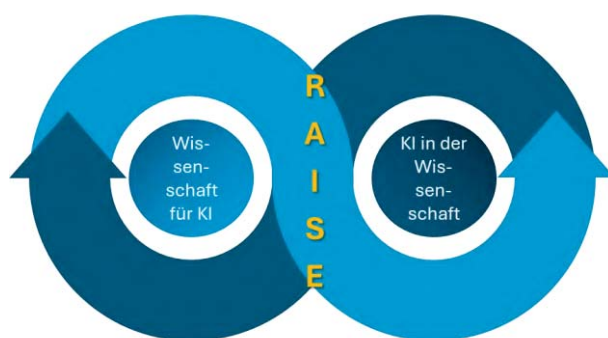 Wis-
sen-
schaft
für KI
R
A
I
S
E
KI in der
Wis-
sen-
schaft